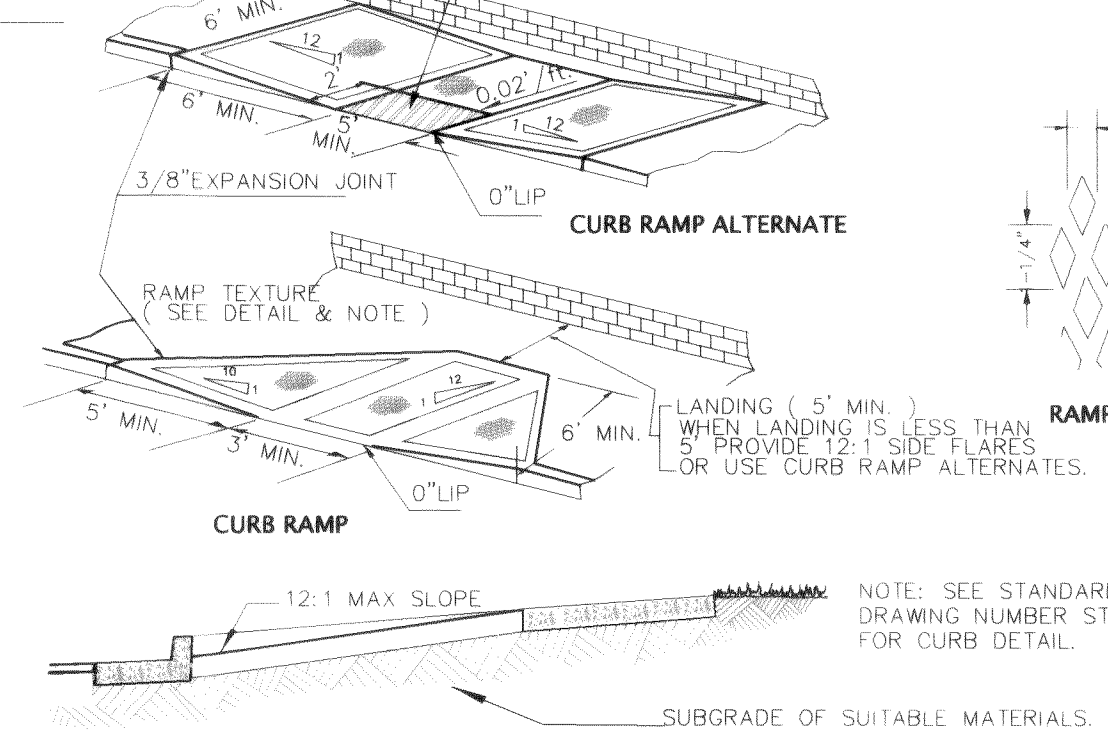 6' MIN.
12
1
2'
0.02' /ft.
6' MIN.
5'
MIN.
1
12
3/8"EXPANSION JOINT
0"LIP
CURB RAMP ALTERNATE
RAMP TEXTURE
( SEE DETAIL & NOTE )
-1/4"
10
1
12
1
5' MIN.
3' MIN.
6' MIN.
LANDING ( 5' MIN. )
WHEN LANDING IS LESS THAN
5' PROVIDE 12:1 SIDE FLARES
OR USE CURB RAMP ALTERNATES.
RAMP
0"LIP
CURB RAMP
12:1 MAX SLOPE
NOTE: SEE STANDARD
DRAWING NUMBER ST
FOR CURB DETAIL.
SUBGRADE OF SUITABLE MATERIALS.